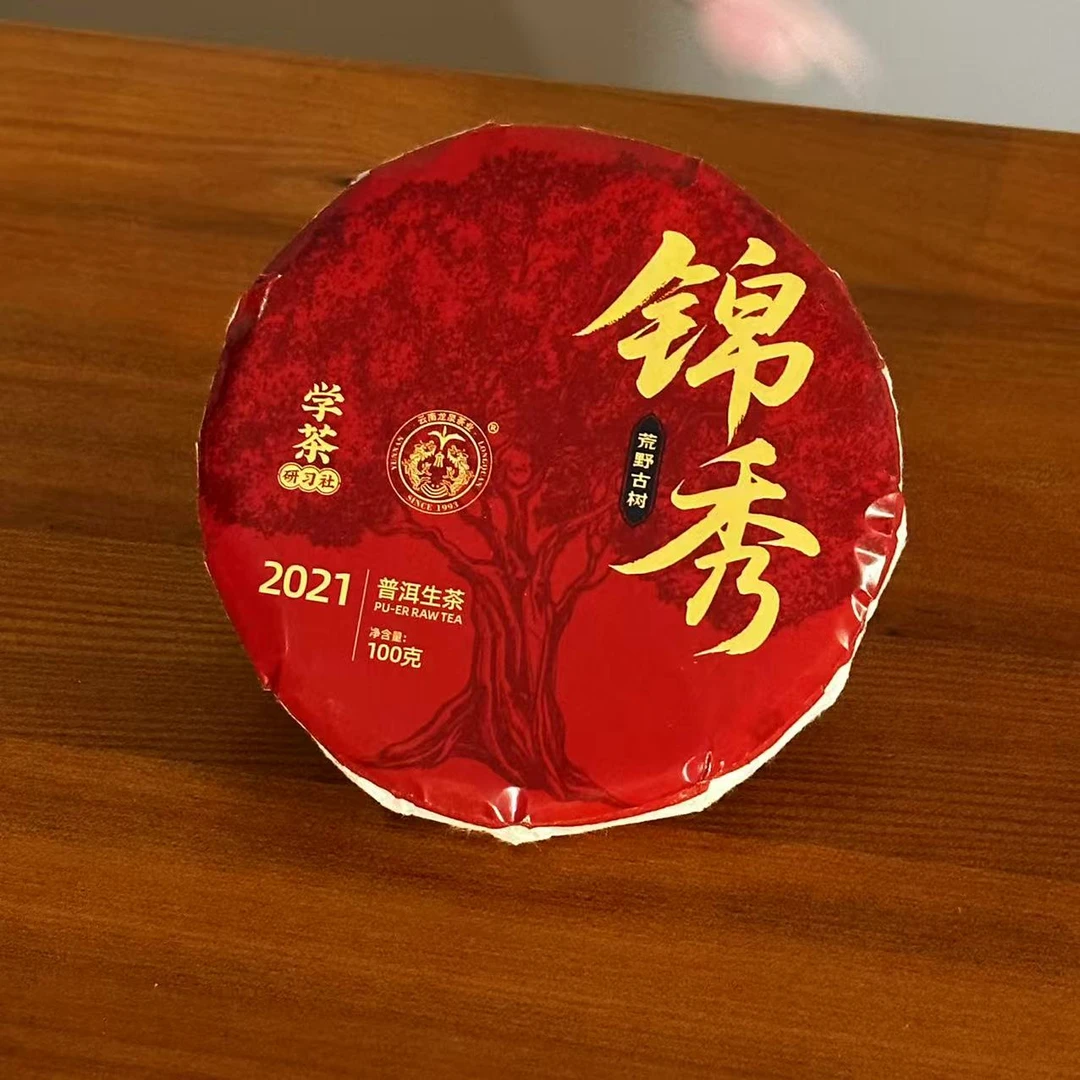 锦秀
荒野古树
学茶
研习社
云南龙泉茶业
YUNNAN
LONGQUAN
SINCE 1993
®
2021
普洱生茶
PU-ER RAW TEA
净含量:
100克